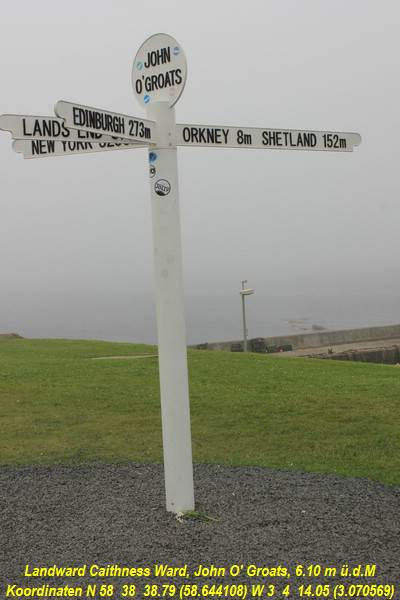 JOHN
O'GROATS
EDINBURGH 273m
LANDS END
NEW YORK
ORKNEY 8m SHETLAND 152m
Landward Caithness Ward, John O' Groats, 6.10 m ü.d.M
Koordinaten N 58 38 38.79 (58.644108) W 3 4 14.05 (3.070569)